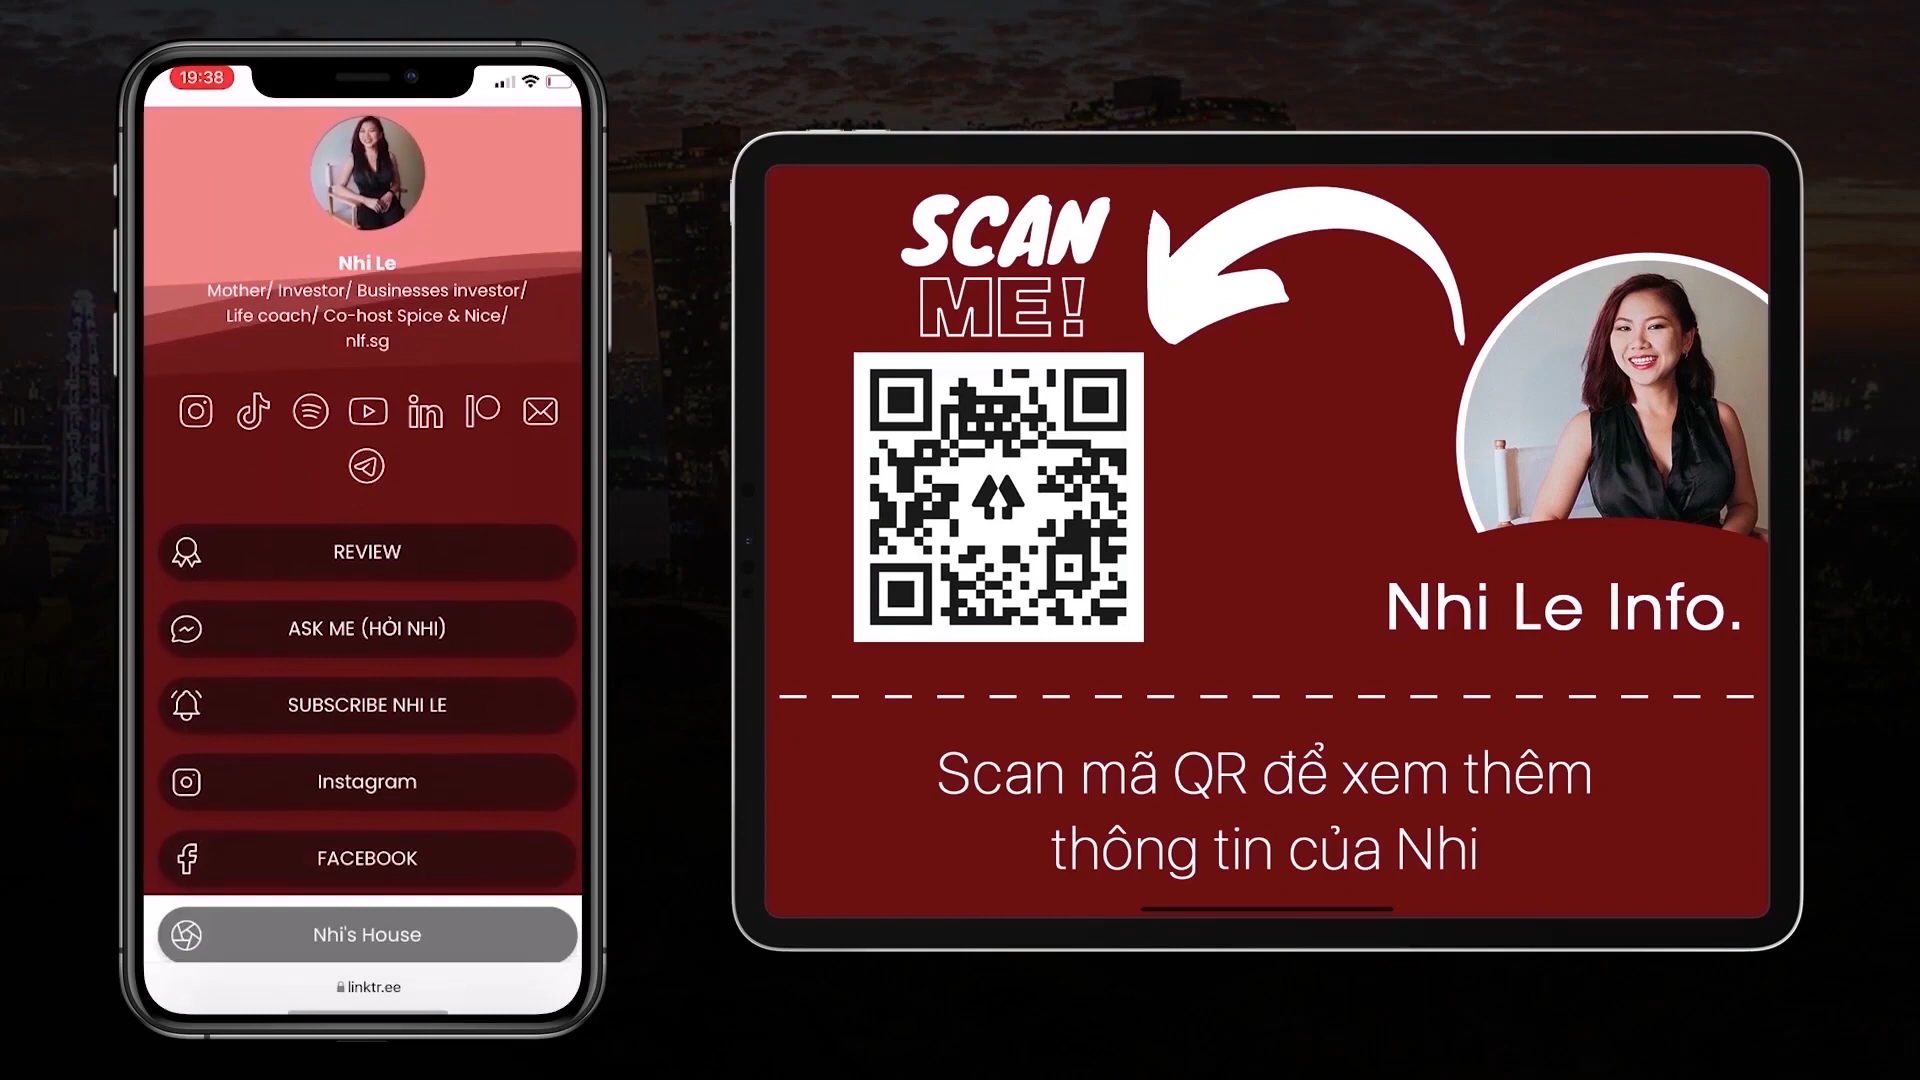 19:38
Nhi Le
Mother/ Investor/ Businesses investor/
Life coach/ Co-host Spice & Nice/
nlf.sg
REVIEW
ASK ME (HỎI NHI)
SUBSCRIBE NHI LE
Instagram
FACEBOOK
Nhi's House
linktr.ee
SCAN
ME!
Nhi Le Info.
Scan mã QR để xem thêm
thông tin của Nhi